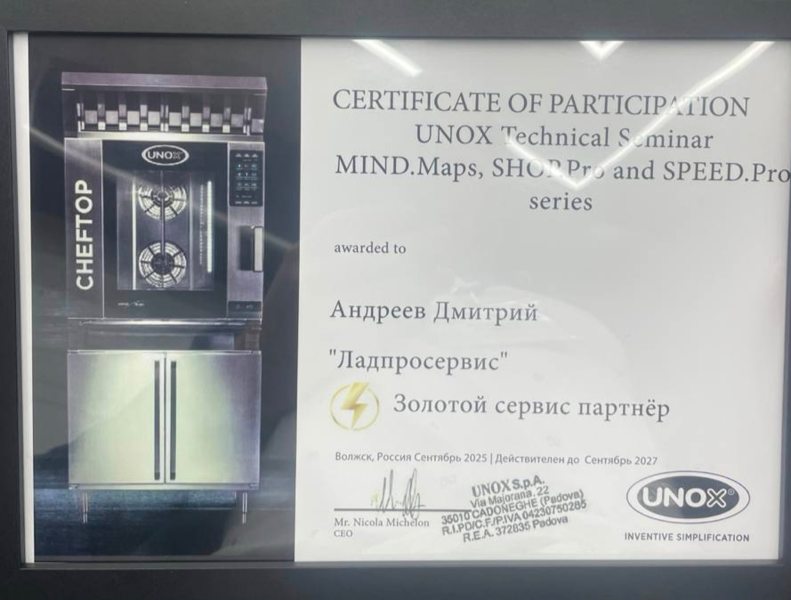 CERTIFICATE OF PARTICIPATION
UNOX Technical Seminar
MIND.Maps, SHOP.Pro and SPEED.Pro
series
awarded to
Андреев Дмитрий
"Ладпросервис"
Золотой сервис партнёр
Волжск, Россия Сентябрь 2025 | Действителен до Сентябрь 2027
Mr. Nicola Michelon
CEO
UNOX S.p.A.
Via Majorana, 22
35010 CADONEGHE (Padova)
R.I.PD/C.F./P.IVA 04230750285
R.E.A. 372835 Padova
UNOX®
INVENTIVE SIMPLIFICATION
UNOX
CHEFTOP